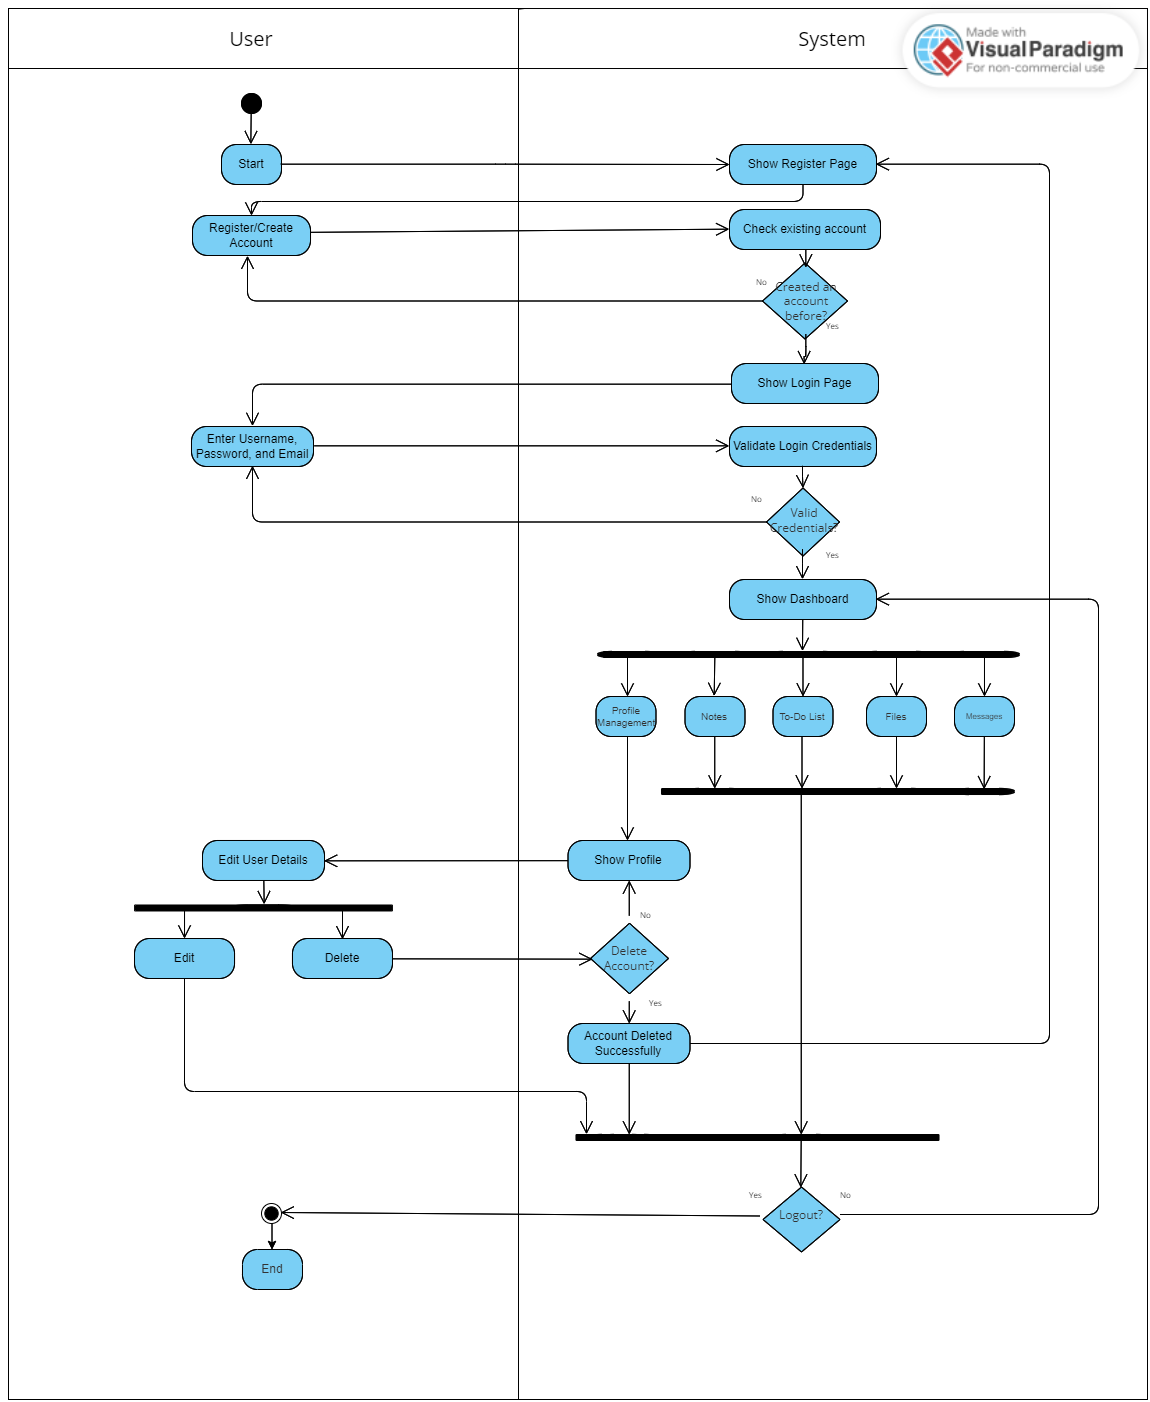 User
System
Made with
Visual Paradigm
For non-commercial use
Start
Show Register Page
Register/Create
Account
Check existing account
No
Created an
account
before?
Yes
Show Login Page
Enter Username,
Password, and Email
Validate Login Credentials
No
Valid
Credentials?
Yes
Show Dashboard
Profile
Management
Notes
To-Do List
Files
Messages
Edit User Details
Show Profile
No
Edit
Delete
Delete
Account?
Yes
Account Deleted
Successfully
Yes
No
Logout?
End